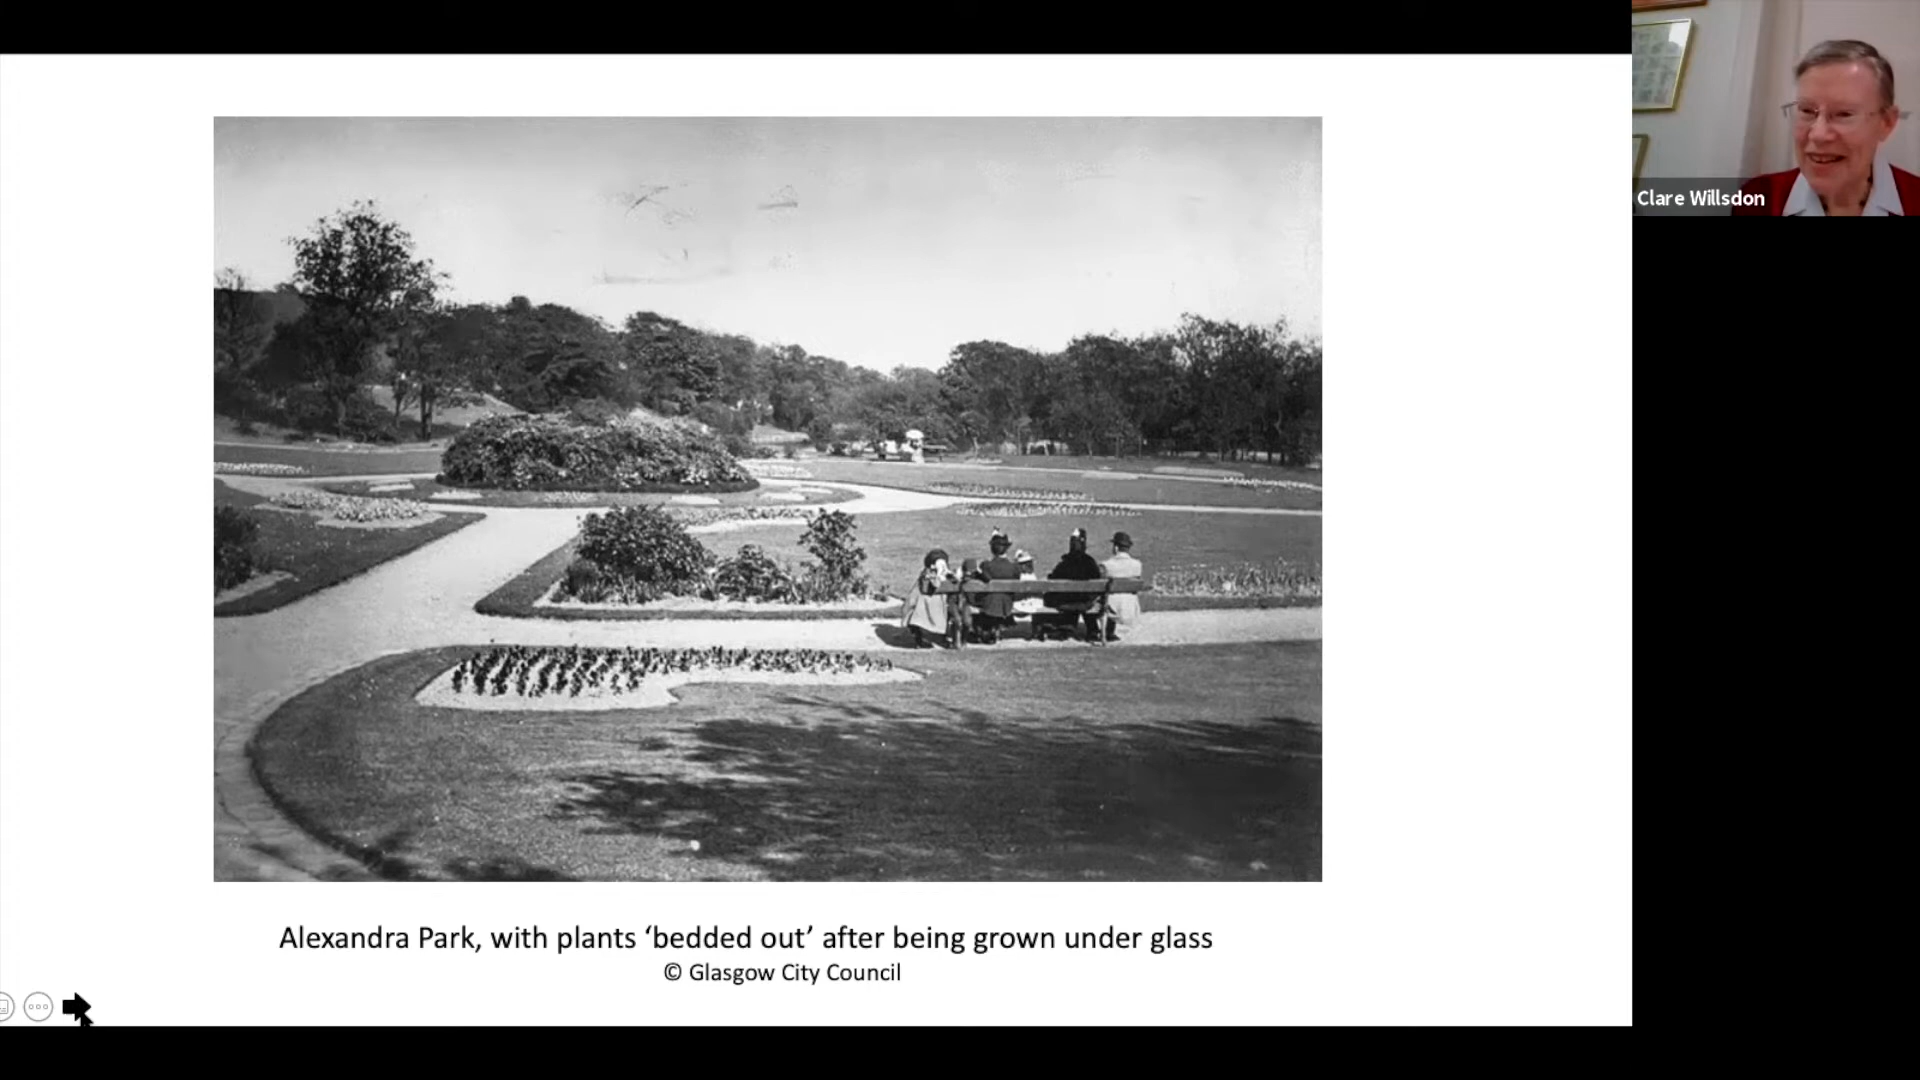 Clare Willsdon
Alexandra Park, with plants ‘bedded out’ after being grown under glass
© Glasgow City Council